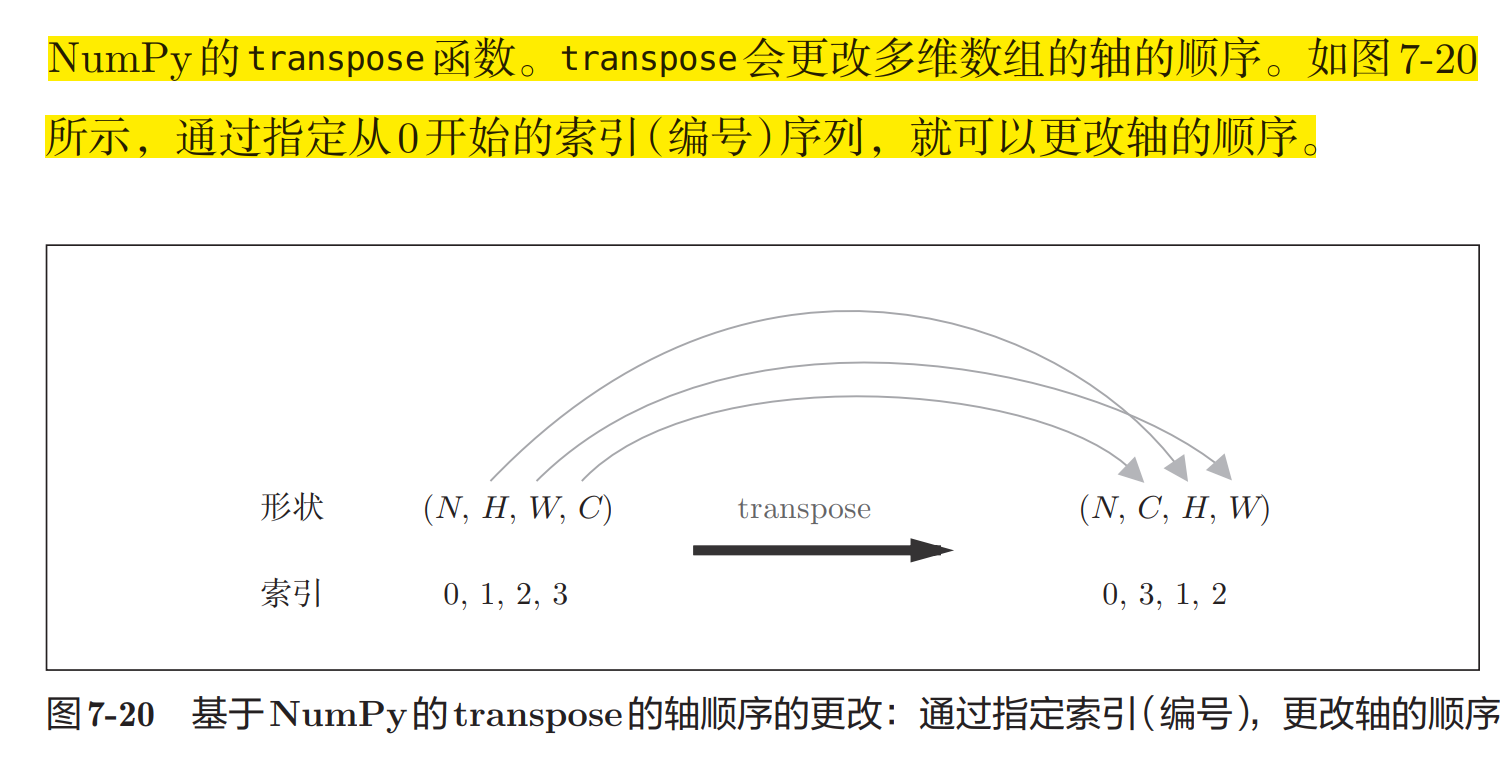 NumPy的transpose函数。transpose会更改多维数组的轴的顺序。如图7-20
所示，通过指定从0开始的索引（编号）序列，就可以更改轴的顺序。
形状 (N, H, W, C) transpose (N, C, H, W)
索引 0, 1, 2, 3 0, 3, 1, 2
图7-20 基于NumPy的transpose的轴顺序的更改：通过指定索引（编号），更改轴的顺序